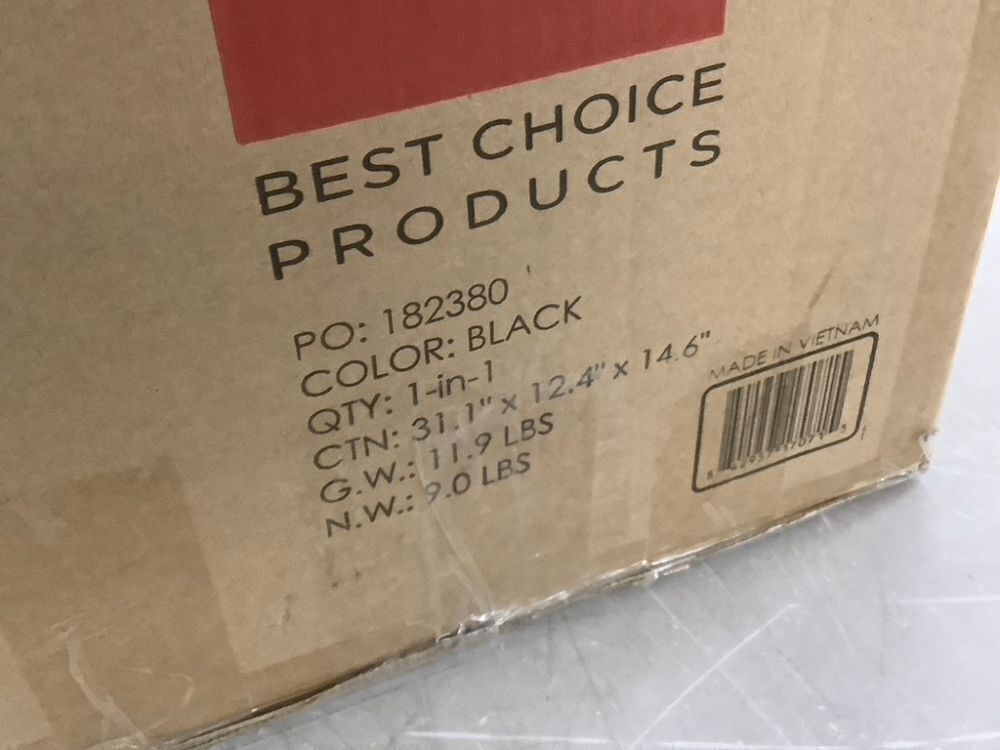 BEST CHOICE
PRODUCTS
PO: 182380
COLOR: BLACK
QTY: 1-in-1
CTN: 31.1" x 12.4" x 14.6"
G.W.: 11.9 LBS
N.W.: 9.0 LBS
MADE IN VIETNAM